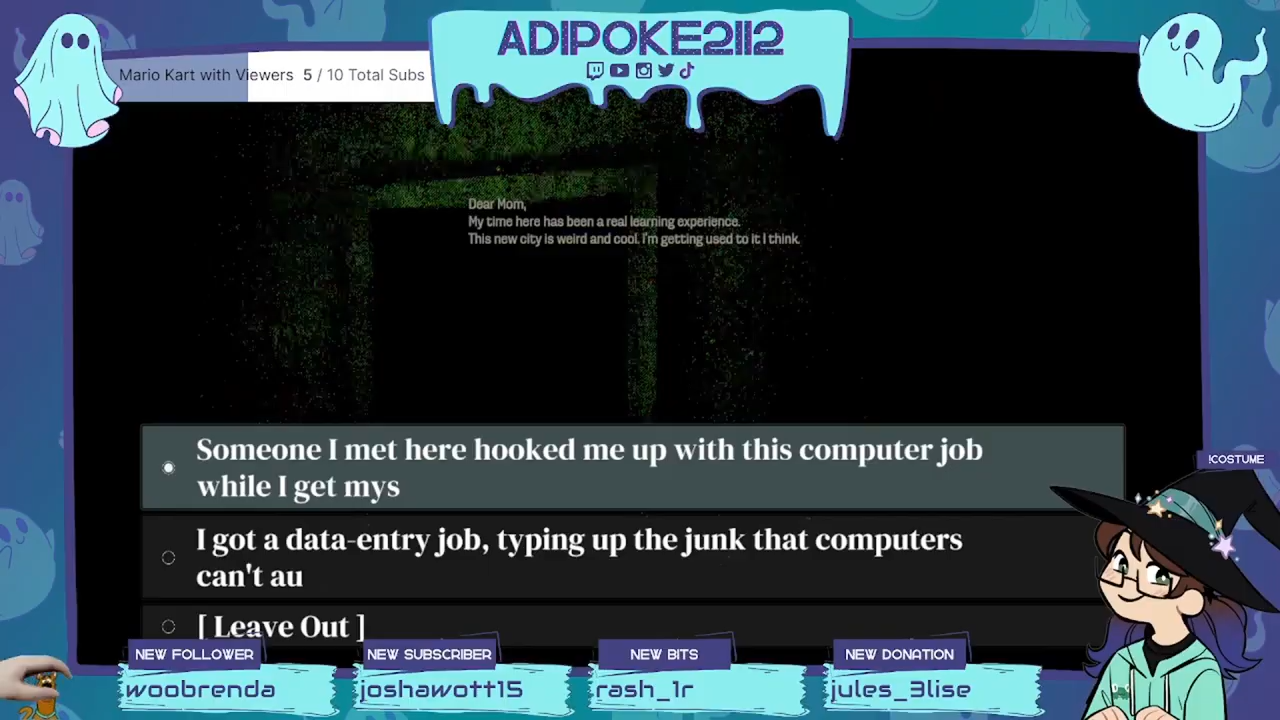 ADIPOKE2112
Mario Kart with Viewers 5 / 10 Total Subs
Dear Mom,
My time here has been a real learning experience.
This new city is weird and cool. I'm getting used to it I think.
Someone I met here hooked me up with this computer job
while I get mys
I got a data-entry job, typing up the junk that computers
can't au
[ Leave Out ]
!COSTUME
NEW FOLLOWER
woobrenda
NEW SUBSCRIBER
joshawott15
NEW BITS
rash_1r
NEW DONATION
jules_3lise